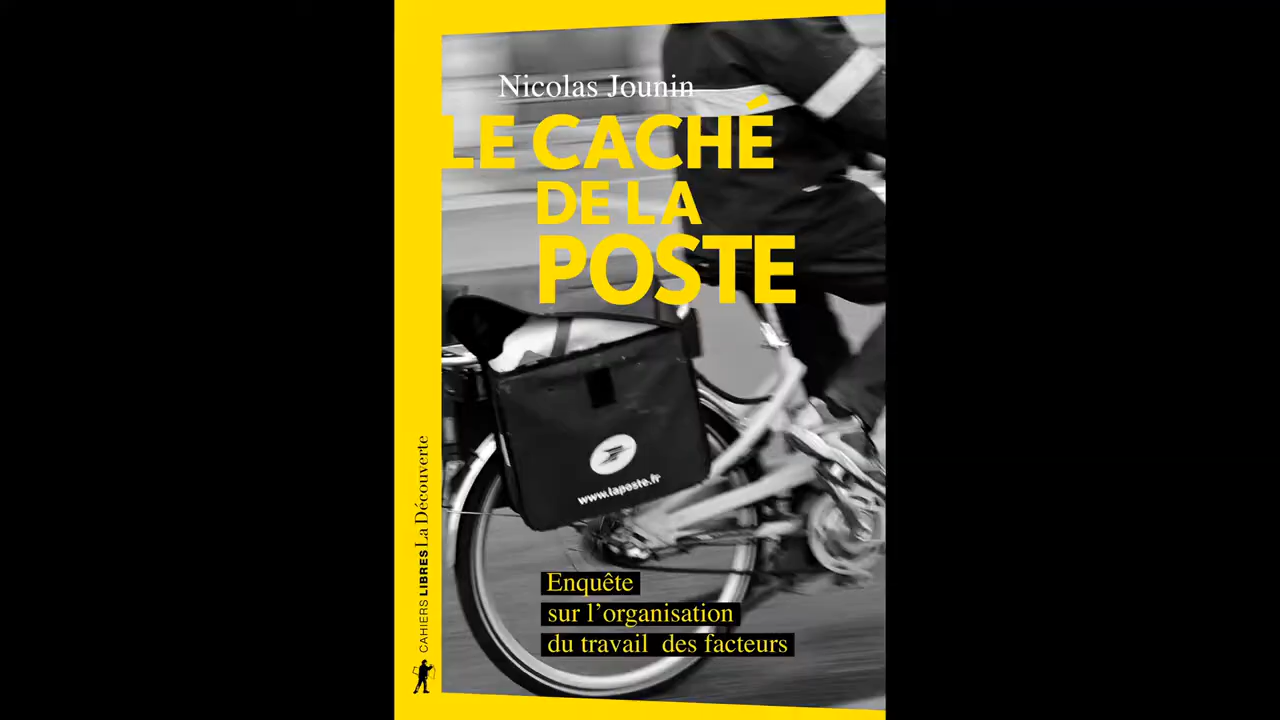 Nicolas Jounin
LE CACHÉ
DE LA
POSTE
www.laposte.fr
Enquête
sur l'organisation
du travail des facteurs
CAHIERS LIBRES La Découverte